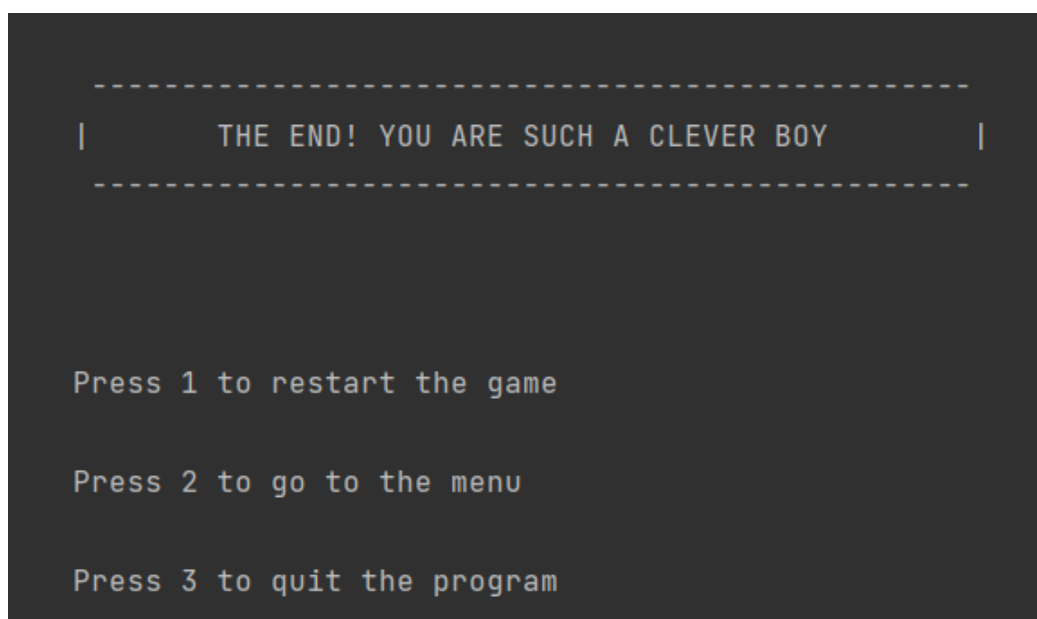 -------------------------------------------------
|       THE END! YOU ARE SUCH A CLEVER BOY        |
-------------------------------------------------
Press 1 to restart the game
Press 2 to go to the menu
Press 3 to quit the program